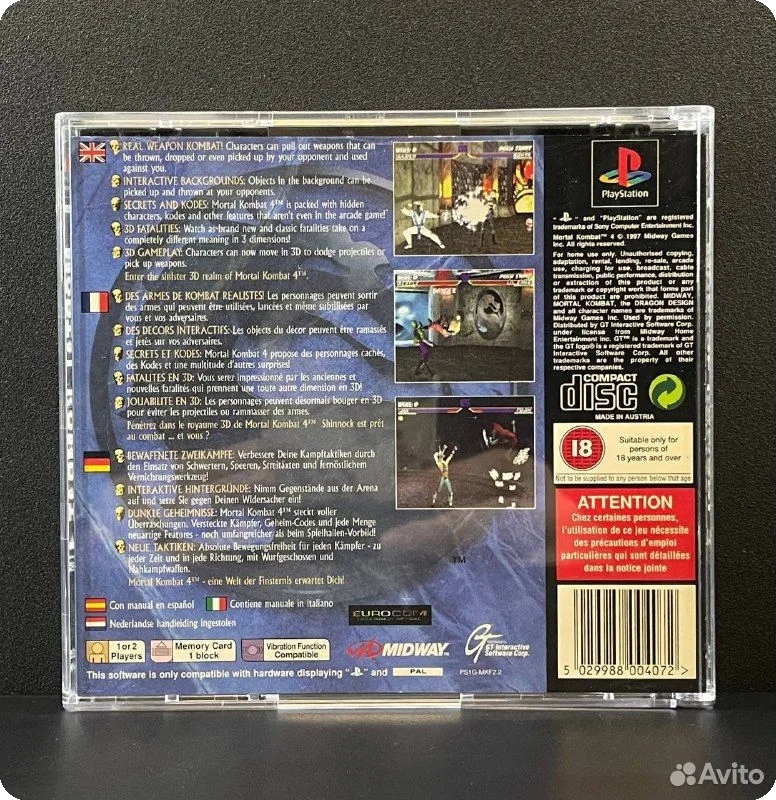 REAL WEAPON KOMBAT! Characters can pull out weapons that can
be thrown, dropped or even picked up by your opponent and used
against you.
INTERACTIVE BACKGROUNDS: Objects in the background can be
picked up and thrown at your opponents.
SECRETS AND KODES: Mortal Kombat 4™ is packed with hidden
characters, kodes and other features that aren't even in the arcade game!
3D FATALITIES: Watch as brand new and classic fatalities take on a
completely different meaning in 3 dimensions!
3D GAMEPLAY: Characters can now move in 3D to dodge projectiles
or pick up weapons.
Enter the sinister 3D realm of Mortal Kombat 4™.
DES ARMES DE KOMBAT REALISTES! Les personnages peuvent sortir
des armes qui peuvent être utilisées, lancées et même subtilisées par
vous et vos adversaires.
DES DECORS INTERACTIFS: Les objets du décor peuvent être ramassés
et jetés sur vos adversaires.
SECRETS ET KODES: Mortal Kombat 4 propose des personnages cachés,
des Kodes et une multitude d'autres surprises!
FATALITES EN 3D: Vous serez impressionné par les anciennes et
nouvelles fatalités qui prennent une toute autre dimension en 3D!
JOUABILITE EN 3D: Les personnages peuvent désormais bouger en 3D
pour éviter les projectiles ou rammasser des armes.
Penétrez dans le royaume 3D de Mortal Kombat 4™ Shinnock est prêt
au combat ... et vous ?
BEWAFFNETE ZWEIKÄMPFE: Verbessere Deine Kampftaktiken durch
den Einsatz von Schwertern, Speeren, Streitäxten und fernöstlichem
Vernichtungswerkzeug!
INTERAKTIVE HINTERGRÜNDE: Nimm Gegenstände aus der Arena
auf und setze sie gegen Deinen Widersacher ein!
DUNKLE GEHEIMNISSE: Mortal Kombat 4™ steckt voller
Überraschungen. Versteckte Kämpfer, Geheim-Codes und jede Menge
neuartige Features - noch umfangreicher als beim Spielhallen-Vorbild!
NEUE TAKTIKEN: Absolute Bewegungsfreiheit für jeden Kämpfer - zu
jeder Zeit und in jede Richtung, mit Wurfgeschossen und
Nahkampfwaffen.
Mortal Kombat 4™ - eine Welt der Finsternis erwartet Dich!
Con manual en español
Contiene manuale in italiano
Nederlandse handleiding ingesloten
1 or 2
Players
Memory Card
1 block
Vibration Function
Compatible
EUROCOM
MIDWAY
GT Interactive
Software Corp.
This software is only compatible with hardware displaying " " and PAL
PS1G-MKF2.2
TM
PlayStation
" " and "PlayStation" are registered
trademarks of Sony Computer Entertainment Inc.
Mortal Kombat™ 4 © 1997 Midway Games
Inc. All rights reserved.
For home use only. Unauthorised copying,
adaptation, rental, lending, re-sale, arcade
use, charging for use, broadcast, cable
transmission, public performance, distribution
or extraction of this product or any
trademark or copyright work that forms part
of this product are prohibited. MIDWAY,
MORTAL KOMBAT, the DRAGON DESIGN
and all character names are trademarks of
Midway Games Inc. Used by permission.
Distributed by GT Interactive Software Corp.
under license from Midway Home
Entertainment Inc. GT™ is a trademark and
the GT logo® is a registered trademark of GT
Interactive Software Corp. All other
trademarks are the property of their
respective companies.
COMPACT
disc
MADE IN AUSTRIA
18
Suitable only for
persons of
18 years and over
Not to be supplied to any person below that age
ATTENTION
Chez certaines personnes,
l'utilisation de ce jeu nécessite
des précautions d'emploi
particulières qui sont détaillées
dans la notice jointe
5 029988 004072 >
Avito